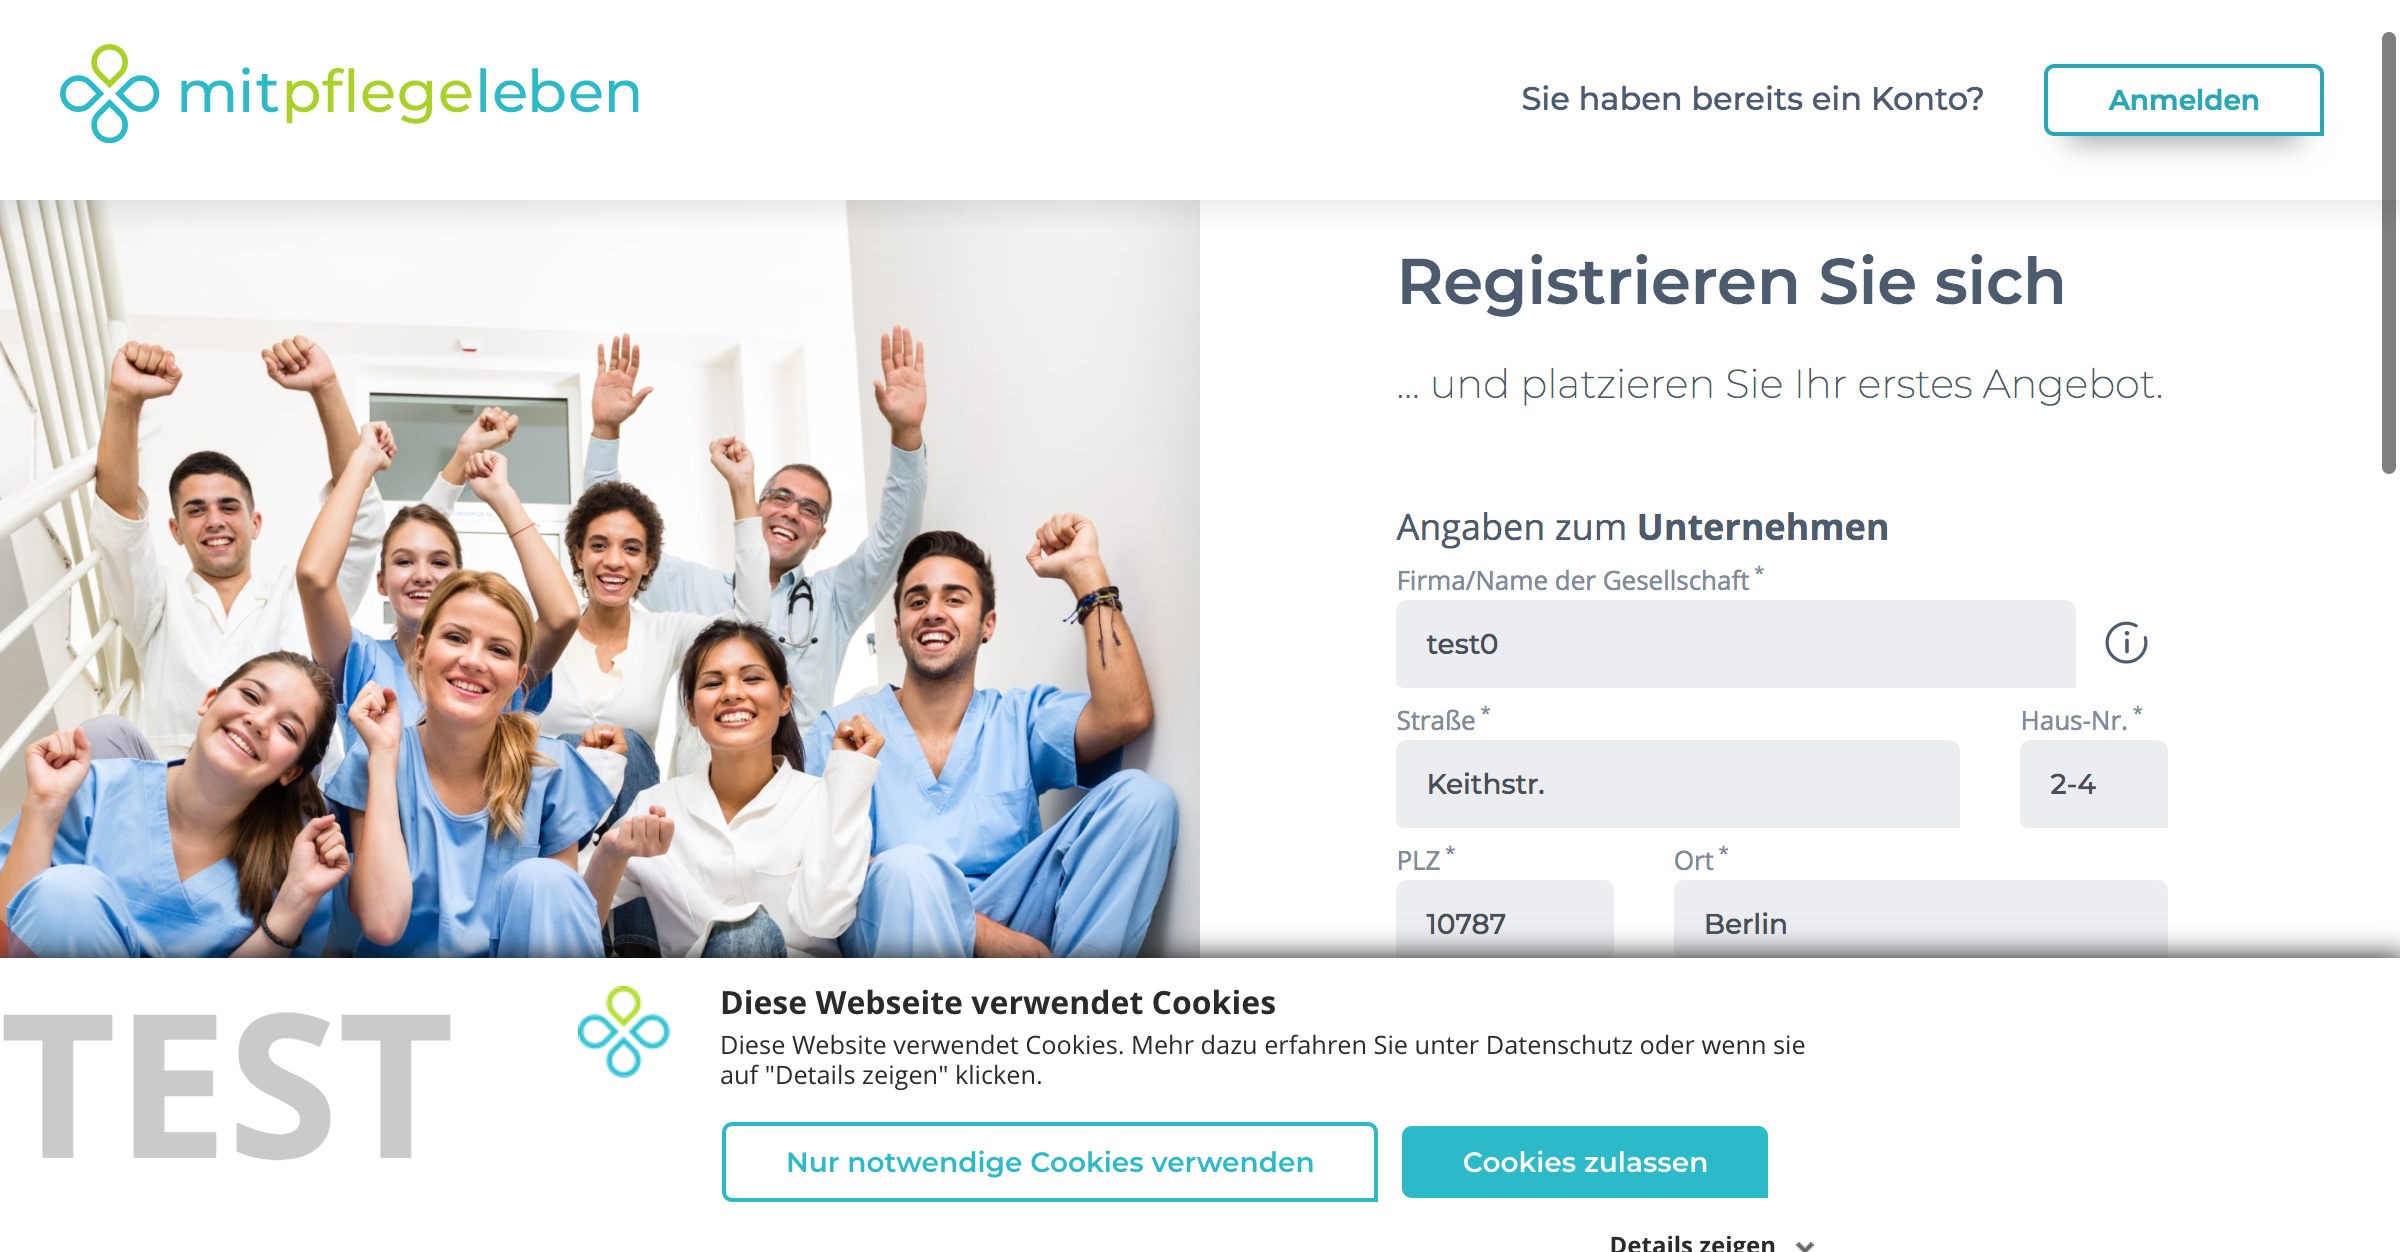 mitpflegeleben
Sie haben bereits ein Konto?
Anmelden
Registrieren Sie sich
... und platzieren Sie Ihr erstes Angebot.
Angaben zum Unternehmen
Firma/Name der Gesellschaft *
test0
Straße * Haus-Nr. *
Keithstr. 2-4
PLZ * Ort *
10787 Berlin
TEST
Diese Webseite verwendet Cookies
Diese Website verwendet Cookies. Mehr dazu erfahren Sie unter Datenschutz oder wenn sie
auf "Details zeigen" klicken.
Nur notwendige Cookies verwenden
Cookies zulassen
Details zeigen